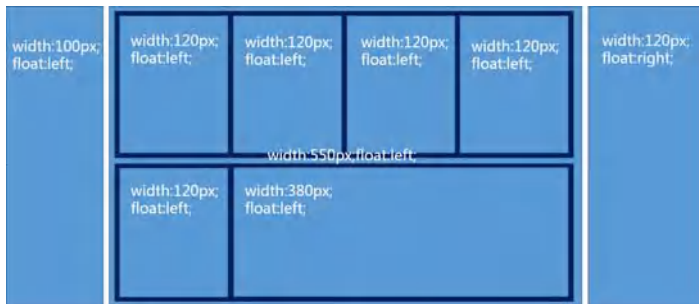 width:100px;
float:left;
width:120px;
float:left;
width:120px;
float:left;
width:120px;
float:left;
width:120px;
float:left;
width:120px;
float:right;
width:550px,float:left;
width:120px;
float:left;
width:380px;
float:left;